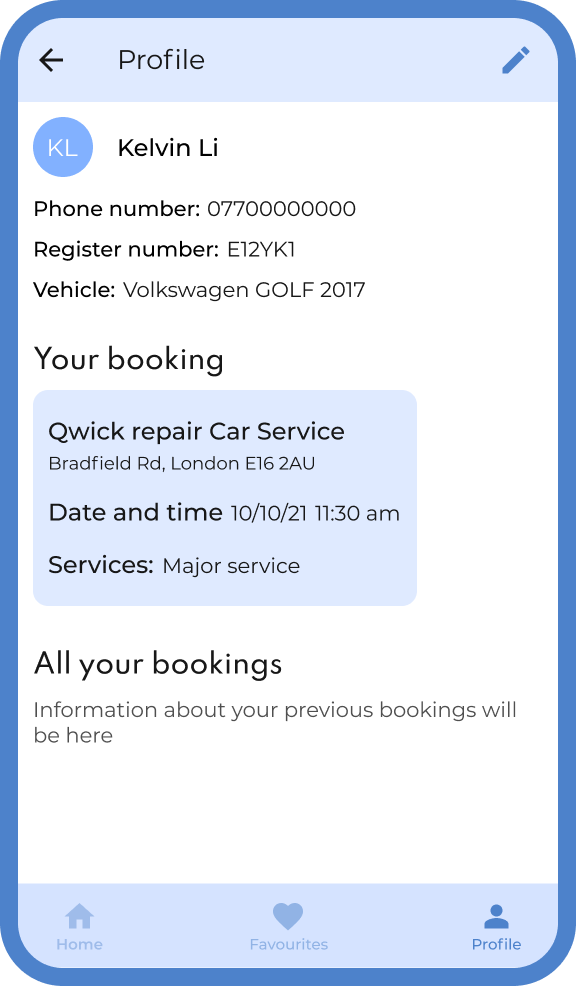 Profile
KL
Kelvin Li
Phone number: 07700000000
Register number: E12YK1
Vehicle: Volkswagen GOLF 2017
Your booking
Qwick repair Car Service
Bradfield Rd, London E16 2AU
Date and time 10/10/21 11:30 am
Services: Major service
All your bookings
Information about your previous bookings will
be here
Home
Favourites
Profile